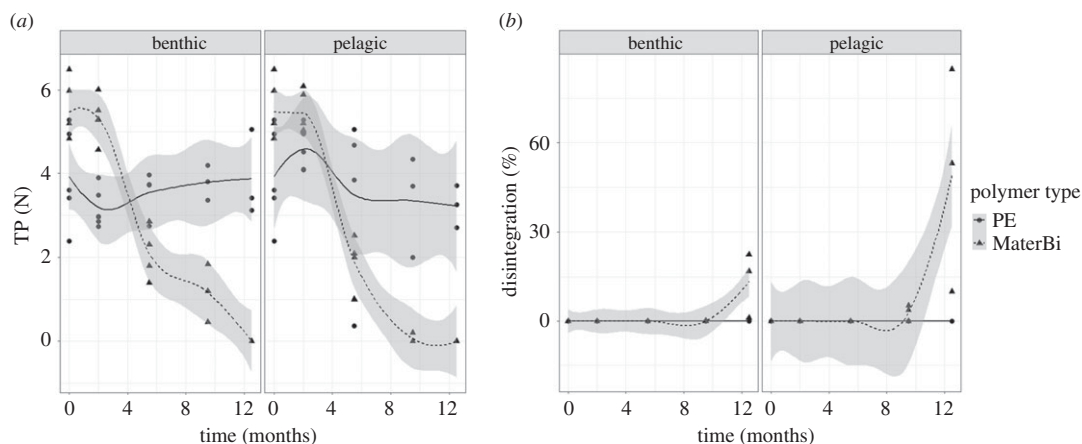 (a)
benthic
pelagic
6
4
2
0
TP (N)
0
4
8
12
0
4
8
12
time (months)
(b)
benthic
pelagic
60
30
0
disintegration (%)
0
4
8
12
0
4
8
12
time (months)
polymer type
PE
MaterBi